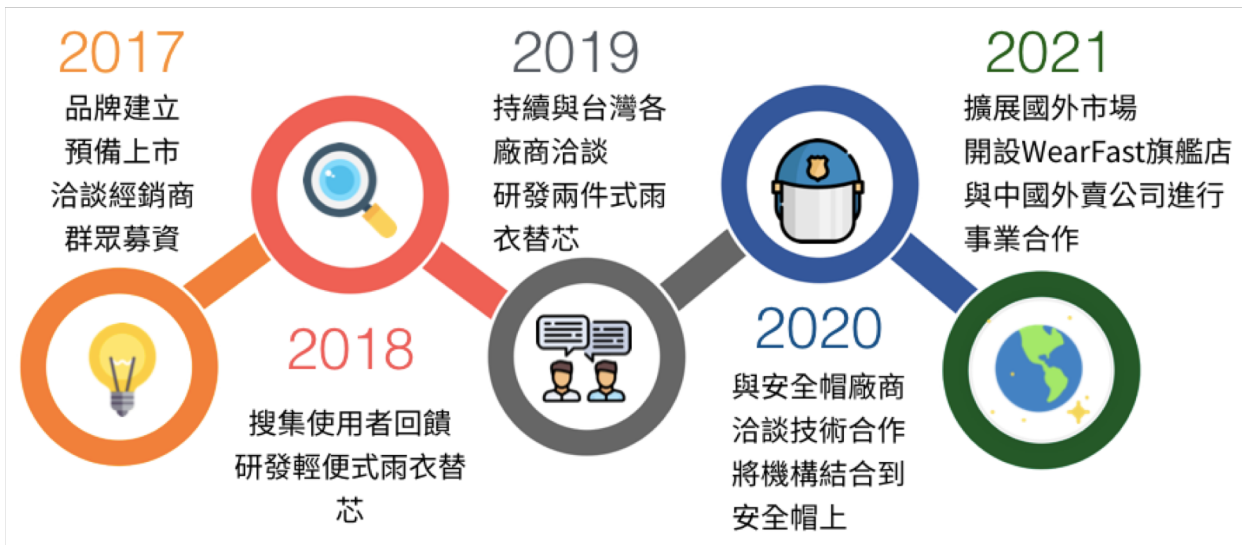 2017
品牌建立
預備上市
洽談經銷商
群眾募資
2018
搜集使用者回饋
研發輕便式雨衣替
芯
2019
持續與台灣各
廠商洽談
研發兩件式雨
衣替芯
2020
與安全帽廠商
洽談技術合作
將機構結合到
安全帽上
2021
擴展國外市場
開設WearFast旗艦店
與中國外賣公司進行
事業合作